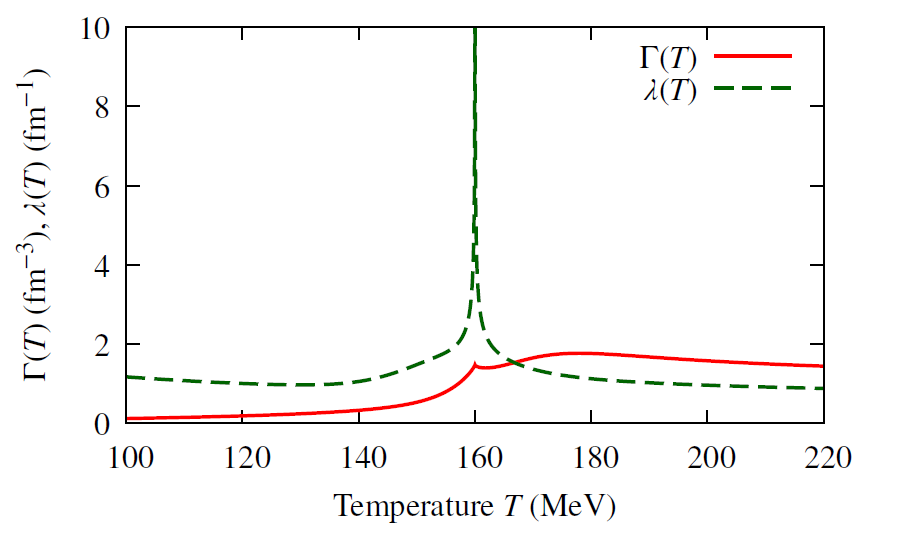 Γ(T) (fm⁻³), λ(T) (fm⁻¹)
10
8
6
4
2
0
Γ(T)
λ(T)
100 120 140 160 180 200 220
Temperature T (MeV)